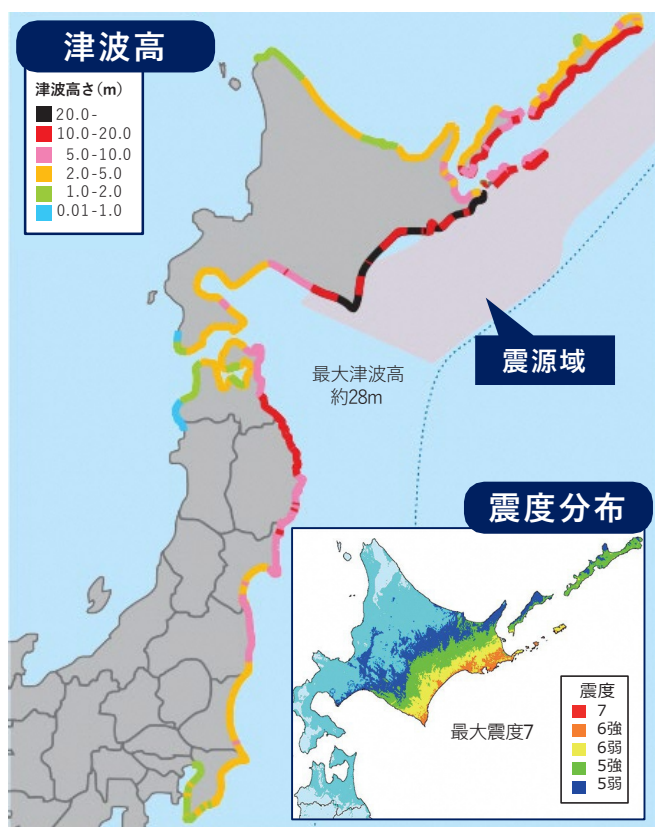 津波高
津波高さ(m)
20.0-
10.0-20.0
5.0-10.0
2.0-5.0
1.0-2.0
0.01-1.0
震源域
最大津波高
約28m
震度分布
最大震度7
震度
7
6強
6弱
5強
5弱